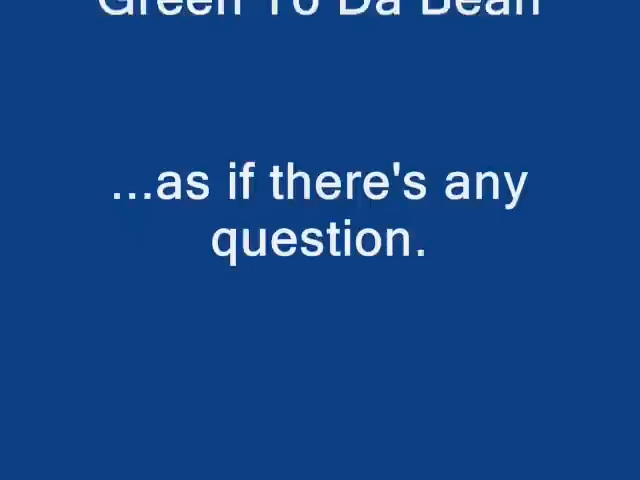 Green To Da Bean
...as if there's any
question.